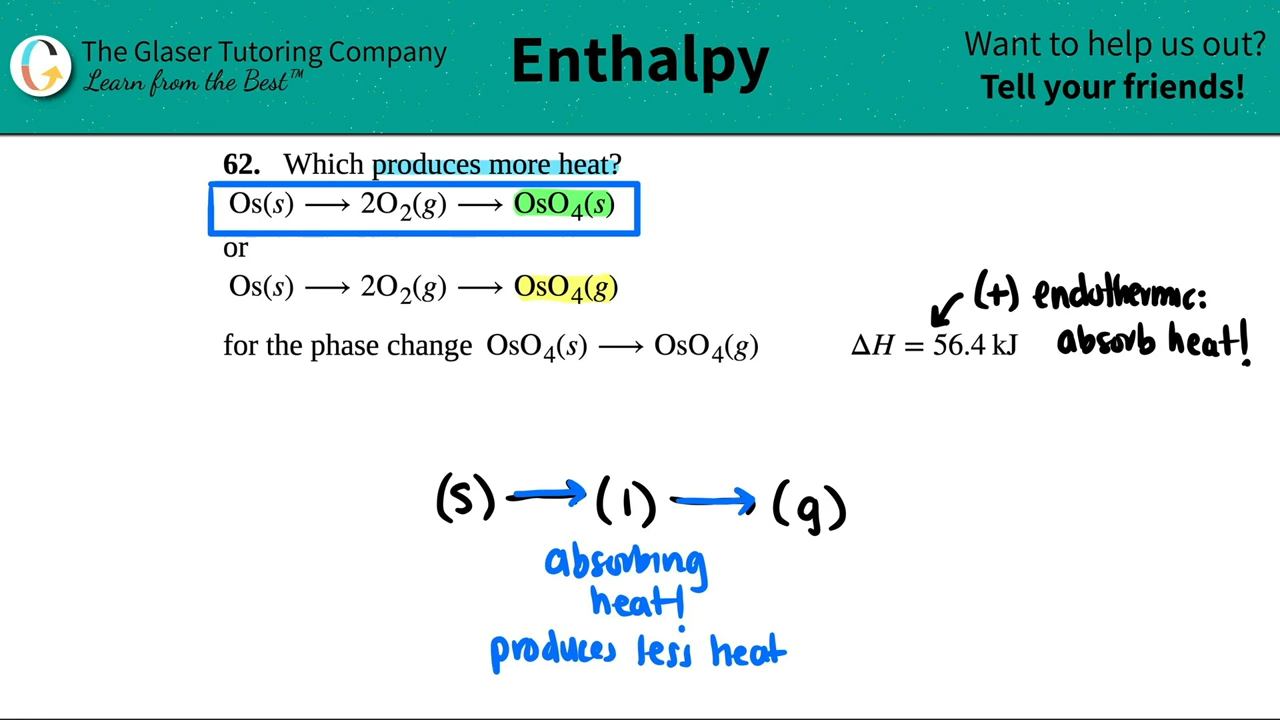 The Glaser Tutoring Company
Learn from the Best™
Enthalpy
Want to help us out?
Tell your friends!
62. Which produces more heat?
Os(s) ⟶ 2O₂(g) ⟶ OsO₄(s)
or
Os(s) ⟶ 2O₂(g) ⟶ OsO₄(g)
(+) endothermic:
for the phase change OsO₄(s) ⟶ OsO₄(g) ΔH = 56.4 kJ absorb heat!
(s) ⟶ (l) ⟶ (g)
absorbing
heat!
produces less heat